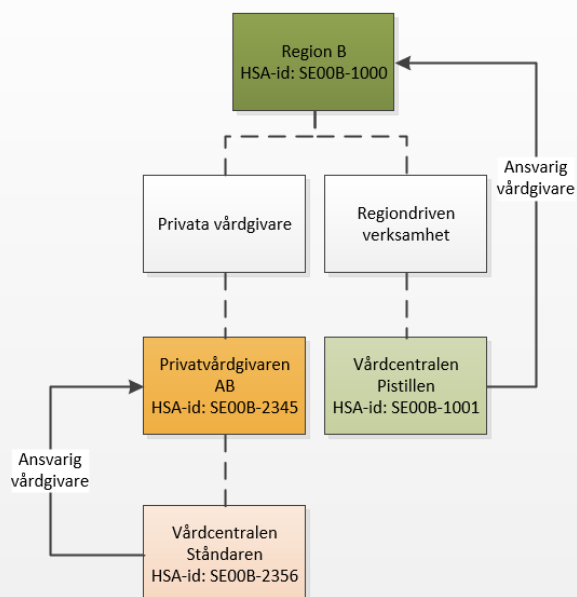 Region B
HSA-id: SE00B-1000
Ansvarig
vårdgivare
Privata vårdgivare
Regiondriven
verksamhet
Privatvårdgivaren
AB
HSA-id: SE00B-2345
Vårdcentralen
Pistillen
HSA-id: SE00B-1001
Ansvarig
vårdgivare
Vårdcentralen
Ståndaren
HSA-id: SE00B-2356